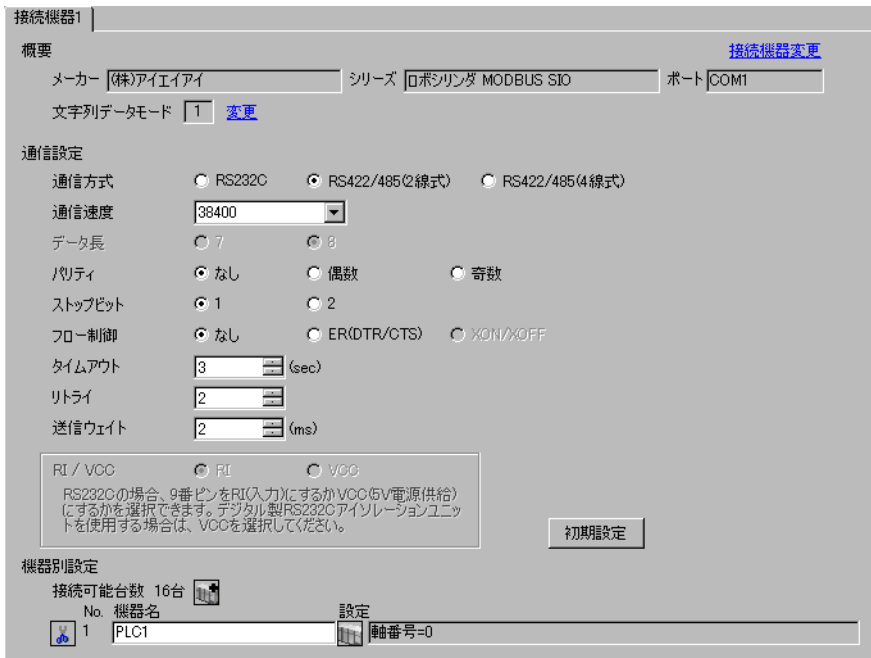 接続機器1
概要 接続機器変更
メーカー (株)アイエイアイ シリーズ ロボシリンダ MODBUS SIO ポート COM1
文字列データモード 1 変更
通信設定
通信方式 RS232C RS422/485(2線式) RS422/485(4線式)
通信速度 38400
データ長 7 8
パリティ なし 偶数 奇数
ストップビット 1 2
フロー制御 なし ER(DTR/CTS) XON/XOFF
タイムアウト 3 (sec)
リトライ 2
送信ウェイト 2 (ms)
RI / VCC RI VCC
RS232Cの場合、9番ピンをRI(入力)にするかVCC(5V電源供給)
にするかを選択できます。デジタル製RS232Cアイソレーションユニッ
トを使用する場合は、VCCを選択してください。
初期設定
機器別設定
接続可能台数 16台
No. 機器名 設定
1 PLC1 軸番号=0